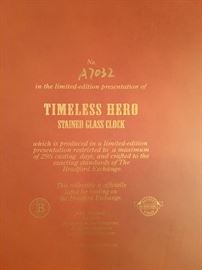 No.
A7032
in the limited-edition presentation of
TIMELESS HERO
STAINED GLASS CLOCK
which is produced in a limited-edition
presentation restricted to a maximum
of 295 casting days, and crafted to the
exacting standards of The
Bradford Exchange.
This collectible is officially
listed for trading on
the Bradford Exchange.
B